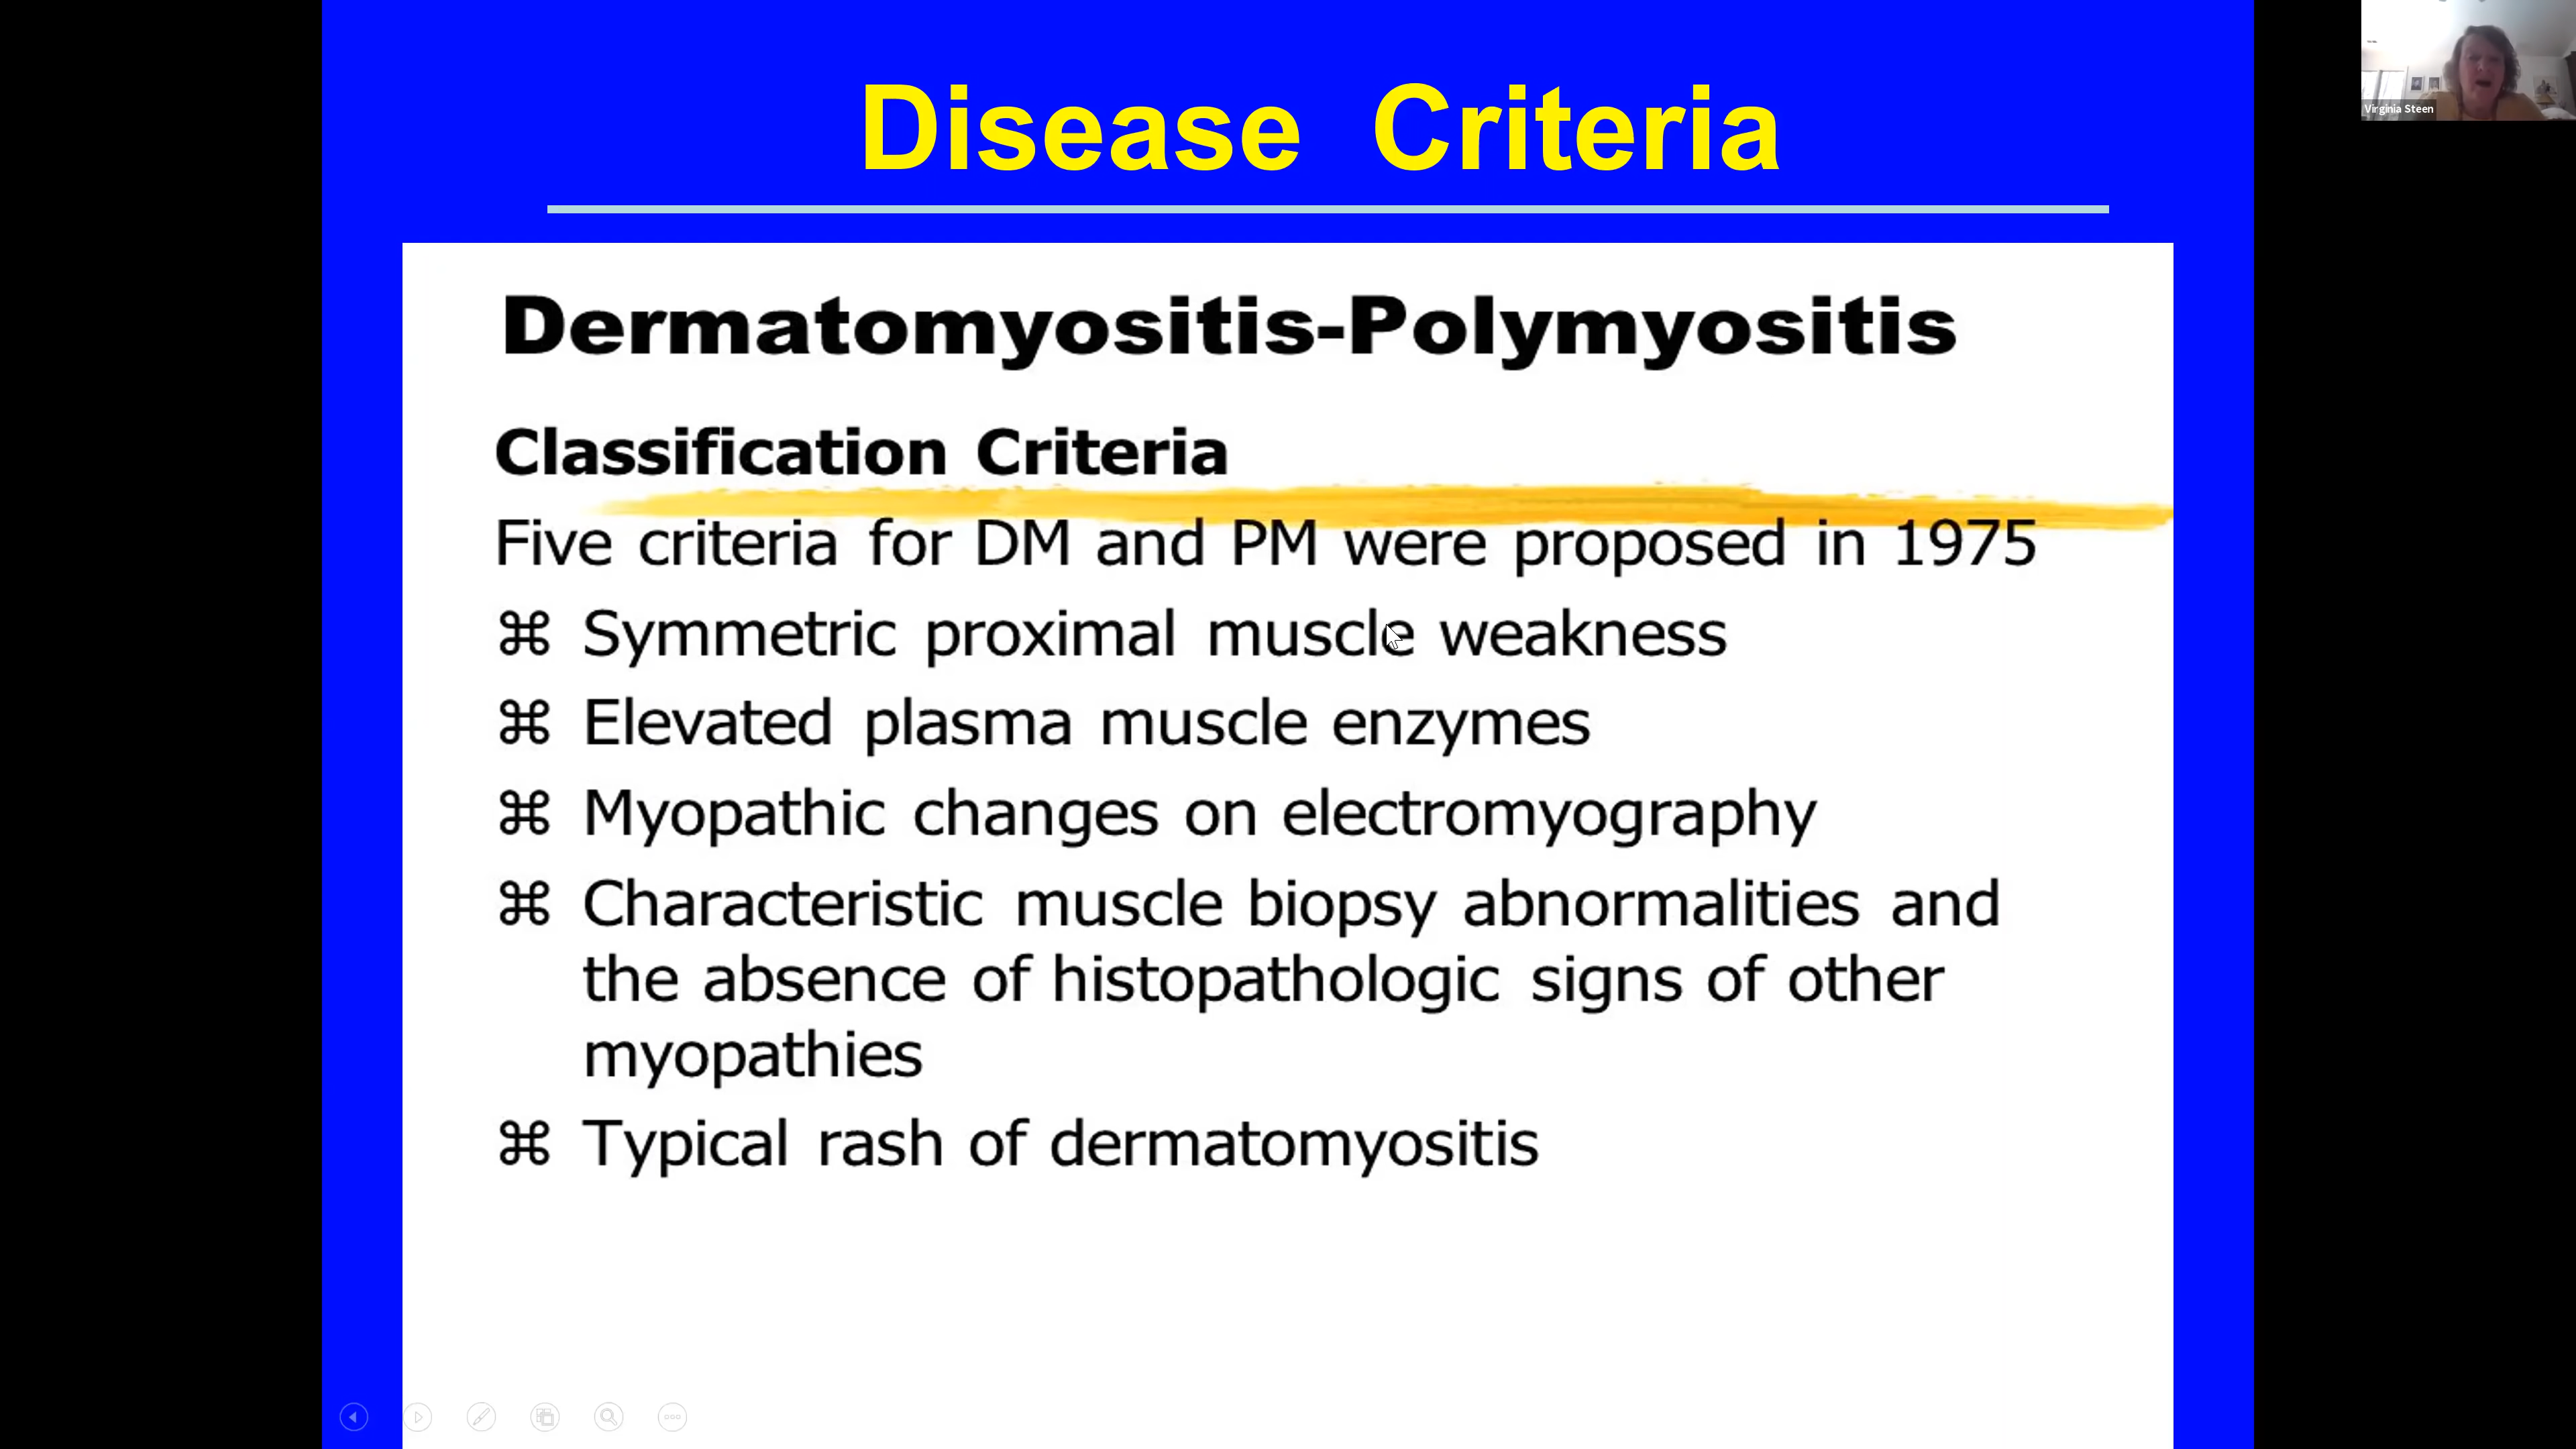 Disease Criteria
Virginia Steen
Dermatomyositis-Polymyositis
Classification Criteria
Five criteria for DM and PM were proposed in 1975
⌘ Symmetric proximal muscle weakness
⌘ Elevated plasma muscle enzymes
⌘ Myopathic changes on electromyography
⌘ Characteristic muscle biopsy abnormalities and
the absence of histopathologic signs of other
myopathies
⌘ Typical rash of dermatomyositis